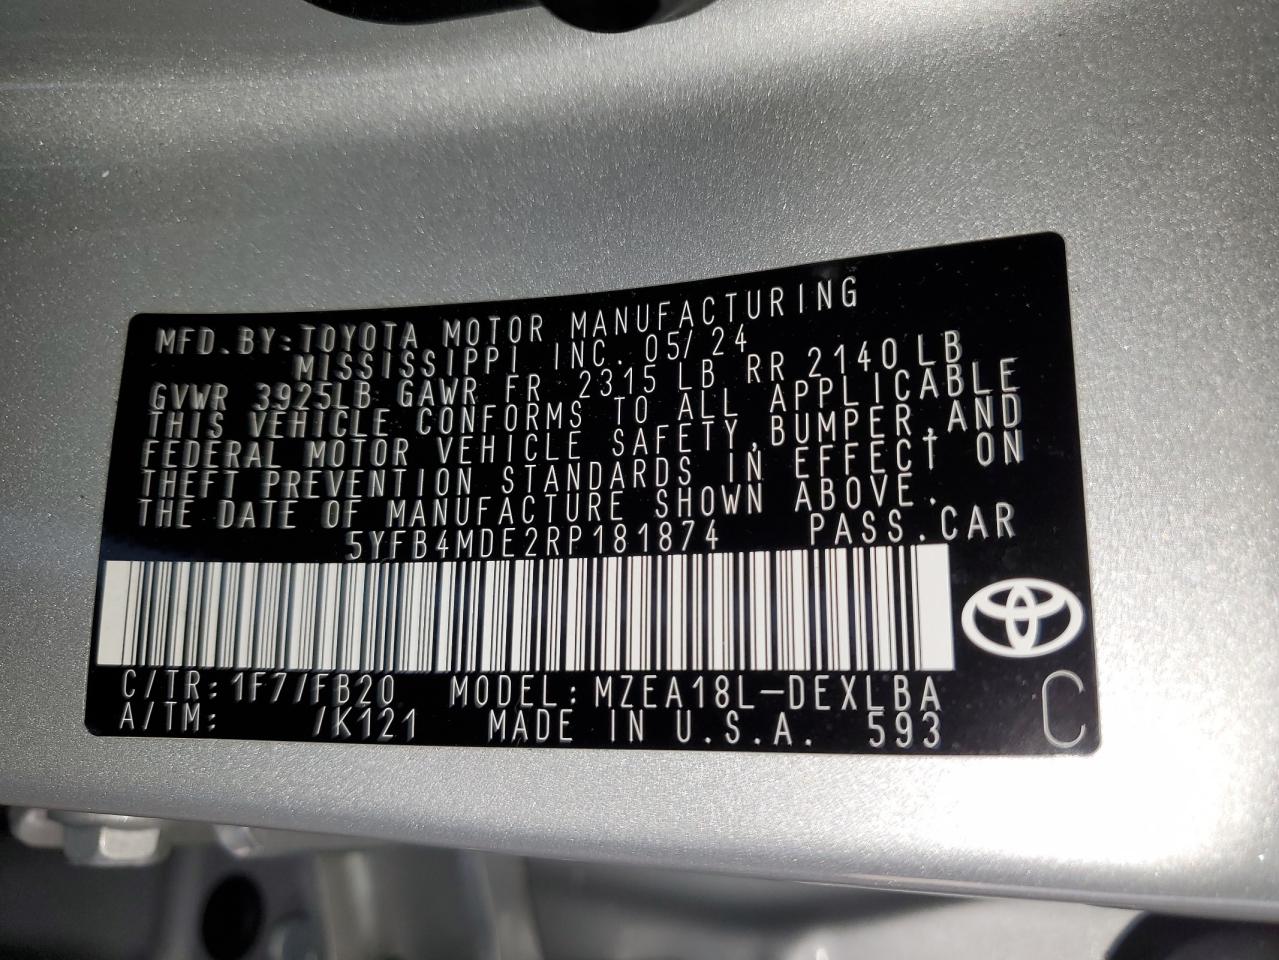 MFD.BY:TOYOTA MOTOR MANUFACTURING
MISSISSIPPI INC. 05/24
GVWR 3925LB GAWR FR 2315 LB RR 2140 LB
THIS VEHICLE CONFORMS TO ALL APPLICABLE
FEDERAL MOTOR VEHICLE SAFETY,BUMPER,AND
THEFT PREVENTION STANDARDS IN EFFECT ON
THE DATE OF MANUFACTURE SHOWN ABOVE.
5YFB4MDE2RP181874 PASS.CAR
C/TR:1F7/FB20 MODEL:MZEA18L-DEXLBA
A/TM: /K121 MADE IN U.S.A. 593
C